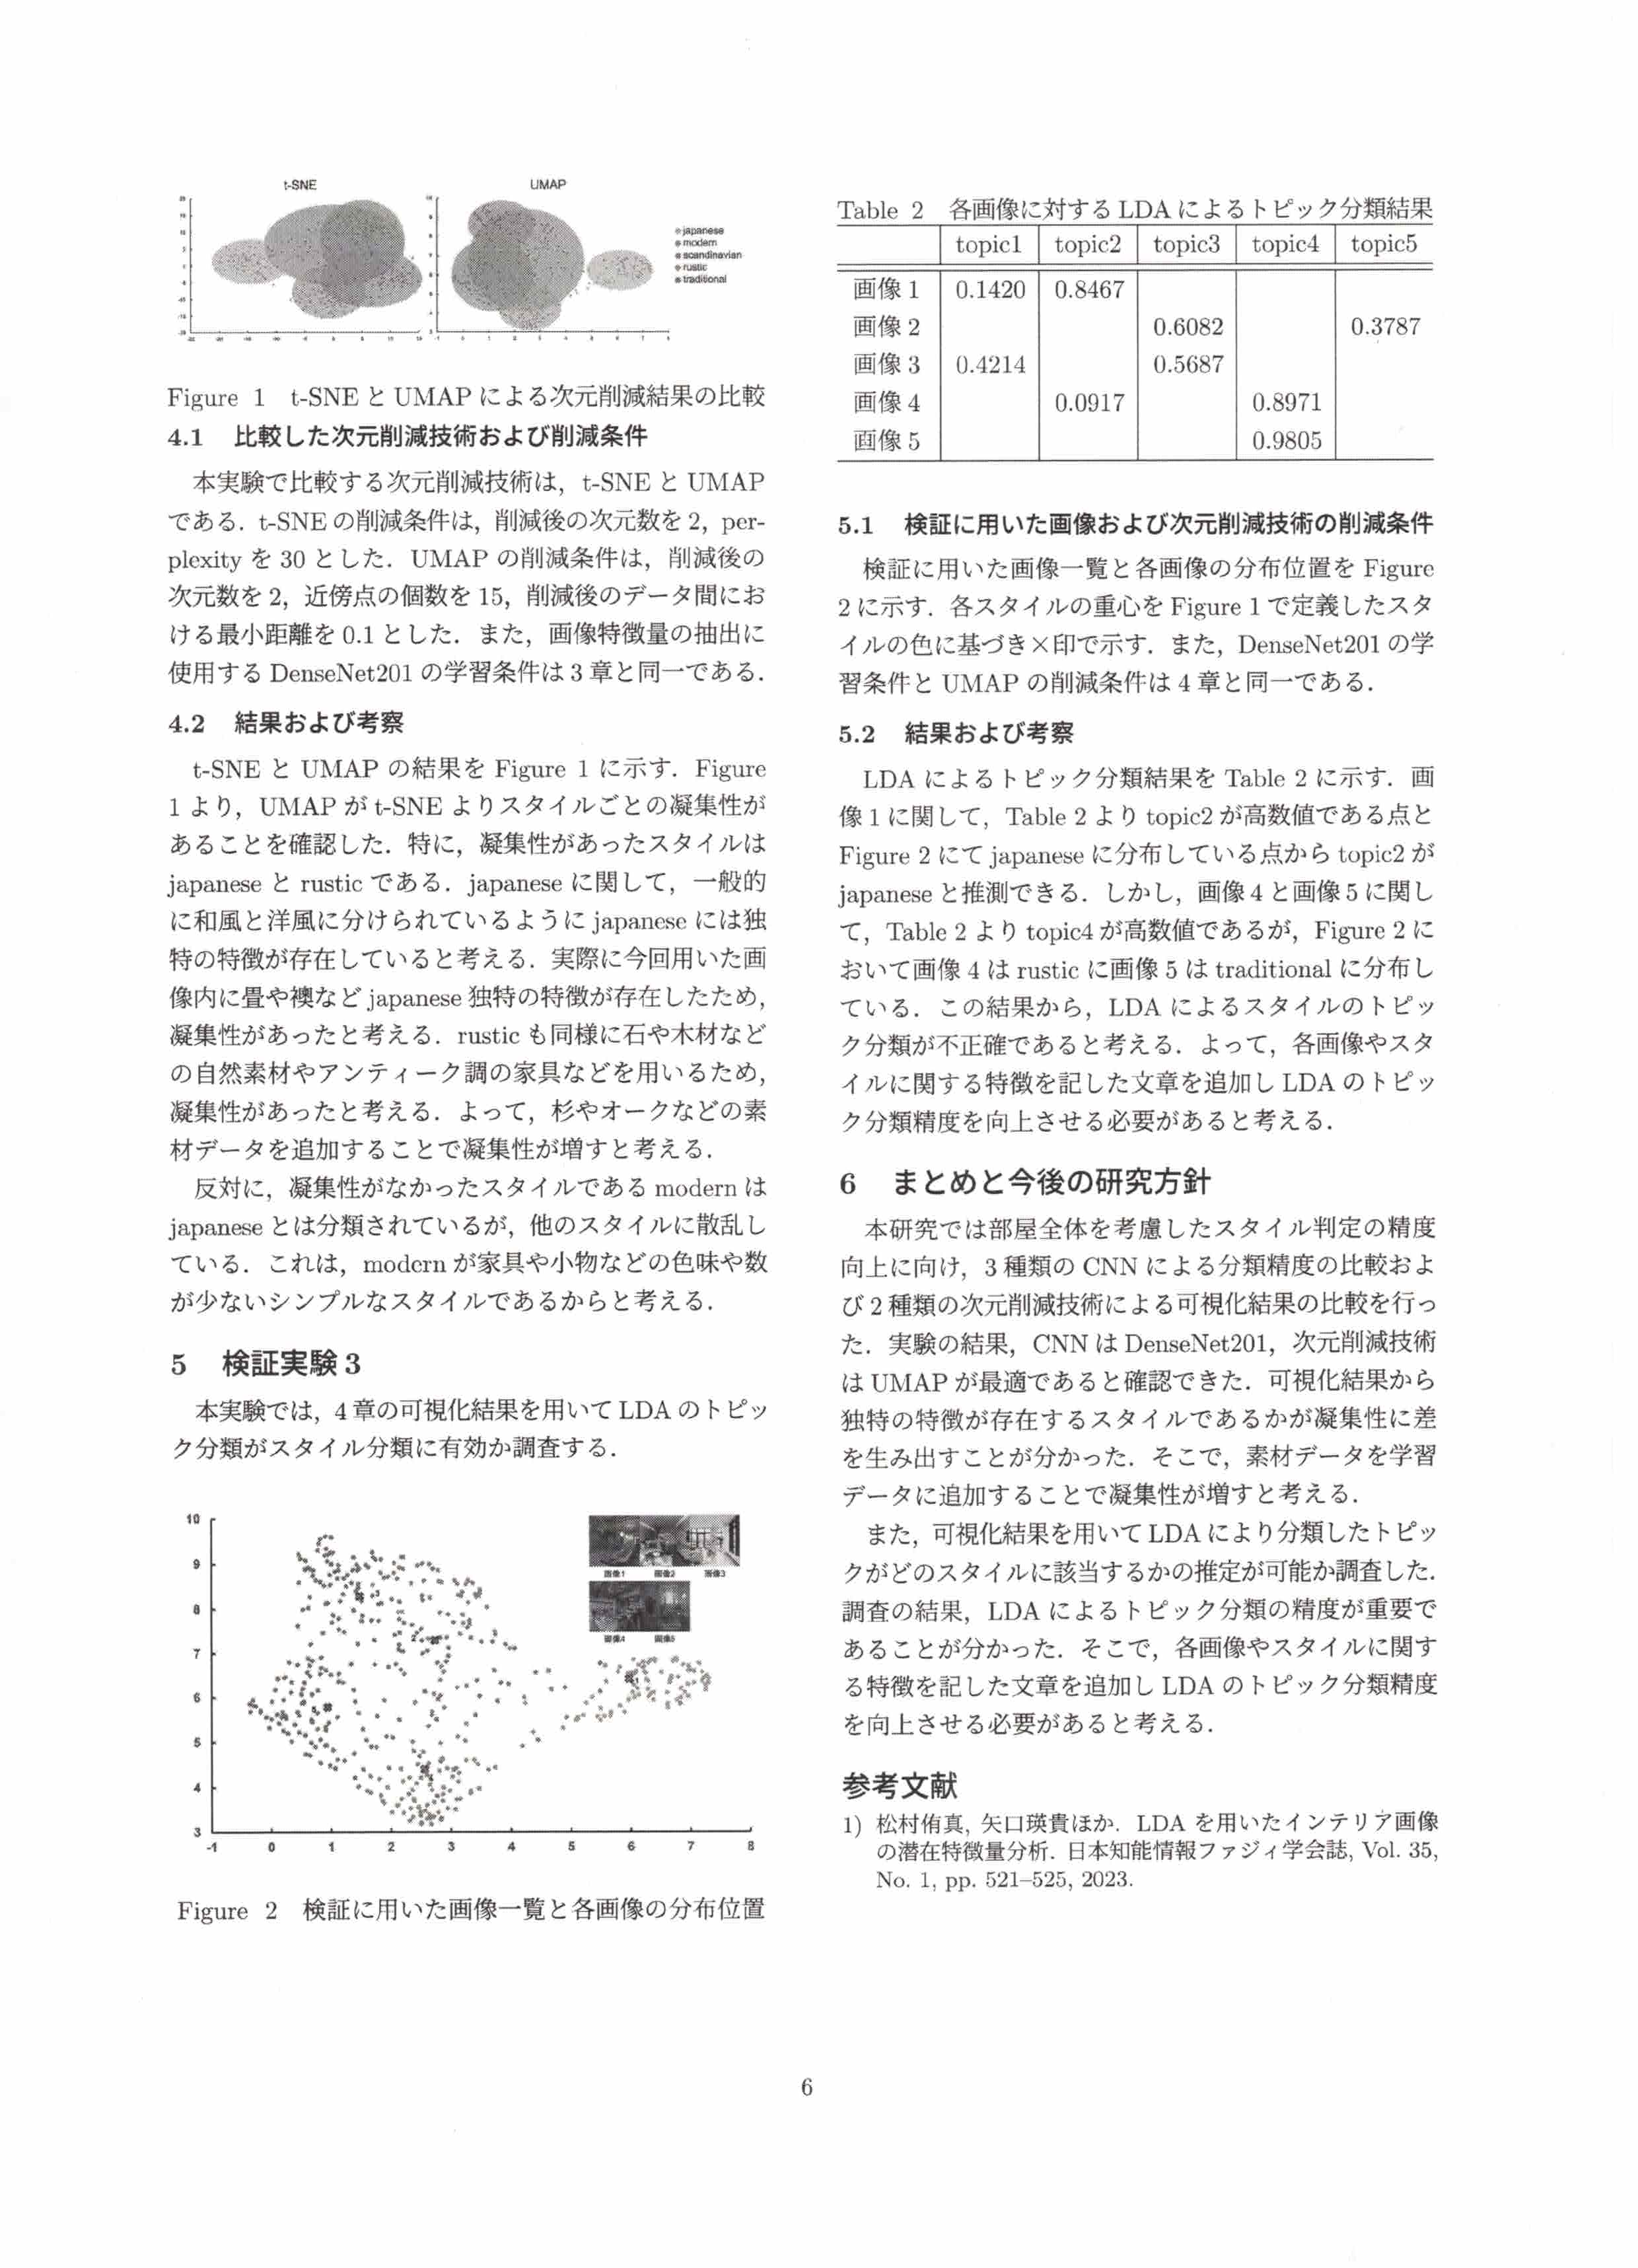 t-SNE
UMAP
japanese
modern
scandinavian
rustic
traditional
Figure 1 t-SNE と UMAP による次元削減結果の比較
4.1 比較した次元削減技術および削減条件
本実験で比較する次元削減技術は，t-SNE と UMAP
である．t-SNE の削減条件は，削減後の次元数を 2，per-
plexity を 30 とした．UMAP の削減条件は，削減後の
次元数を 2，近傍点の個数を 15，削減後のデータ間にお
ける最小距離を 0.1 とした．また，画像特徴量の抽出に
使用する DenseNet201 の学習条件は 3 章と同一である．
4.2 結果および考察
t-SNE と UMAP の結果を Figure 1 に示す．Figure
1 より，UMAP が t-SNE よりスタイルごとの凝集性が
あることを確認した．特に，凝集性があったスタイルは
japanese と rustic である．japanese に関して，一般的
に和風と洋風に分けられているように japanese には独
特の特徴が存在していると考える．実際に今回用いた画
像内に畳や襖など japanese 独特の特徴が存在したため，
凝集性があったと考える．rustic も同様に石や木材など
の自然素材やアンティーク調の家具などを用いるため，
凝集性があったと考える．よって，杉やオークなどの素
材データを追加することで凝集性が増すと考える．
反対に，凝集性がなかったスタイルである modern は
japanese とは分類されているが，他のスタイルに散乱し
ている．これは，modern が家具や小物などの色味や数
が少ないシンプルなスタイルであるからと考える．
5 検証実験 3
本実験では，4 章の可視化結果を用いて LDA のトピッ
ク分類がスタイル分類に有効か調査する．
10
9
8
7
6
5
4
3
-1 0 1 2 3 4 5 6 7 8
画像1 画像2 画像3
画像4 画像5
Figure 2 検証に用いた画像一覧と各画像の分布位置
Table 2 各画像に対する LDA によるトピック分類結果
topic1 topic2 topic3 topic4 topic5
画像 1 0.1420 0.8467
画像 2 0.6082 0.3787
画像 3 0.4214 0.5687
画像 4 0.0917 0.8971
画像 5 0.9805
5.1 検証に用いた画像および次元削減技術の削減条件
検証に用いた画像一覧と各画像の分布位置を Figure
2 に示す．各スタイルの重心を Figure 1 で定義したスタ
イルの色に基づき×印で示す．また，DenseNet201 の学
習条件と UMAP の削減条件は 4 章と同一である．
5.2 結果および考察
LDA によるトピック分類結果を Table 2 に示す．画
像 1 に関して，Table 2 より topic2 が高数値である点と
Figure 2 にて japanese に分布している点から topic2 が
japanese と推測できる．しかし，画像 4 と画像 5 に関し
て，Table 2 より topic4 が高数値であるが，Figure 2 に
おいて画像 4 は rustic に画像 5 は traditional に分布し
ている．この結果から，LDA によるスタイルのトピッ
ク分類が不正確であると考える．よって，各画像やスタ
イルに関する特徴を記した文章を追加し LDA のトピッ
ク分類精度を向上させる必要があると考える．
6 まとめと今後の研究方針
本研究では部屋全体を考慮したスタイル判定の精度
向上に向け，3 種類の CNN による分類精度の比較およ
び 2 種類の次元削減技術による可視化結果の比較を行っ
た．実験の結果，CNN は DenseNet201，次元削減技術
は UMAP が最適であると確認できた．可視化結果から
独特の特徴が存在するスタイルであるかが凝集性に差
を生み出すことが分かった．そこで，素材データを学習
データに追加することで凝集性が増すと考える．
また，可視化結果を用いて LDA により分類したトピッ
クがどのスタイルに該当するかの推定が可能か調査した．
調査の結果，LDA によるトピック分類の精度が重要で
あることが分かった．そこで，各画像やスタイルに関す
る特徴を記した文章を追加し LDA のトピック分類精度
を向上させる必要があると考える．
参考文献
1) 松村侑真, 矢口瑛貴ほか．LDA を用いたインテリア画像
の潜在特徴量分析．日本知能情報ファジィ学会誌, Vol. 35,
No. 1, pp. 521–525, 2023.
6